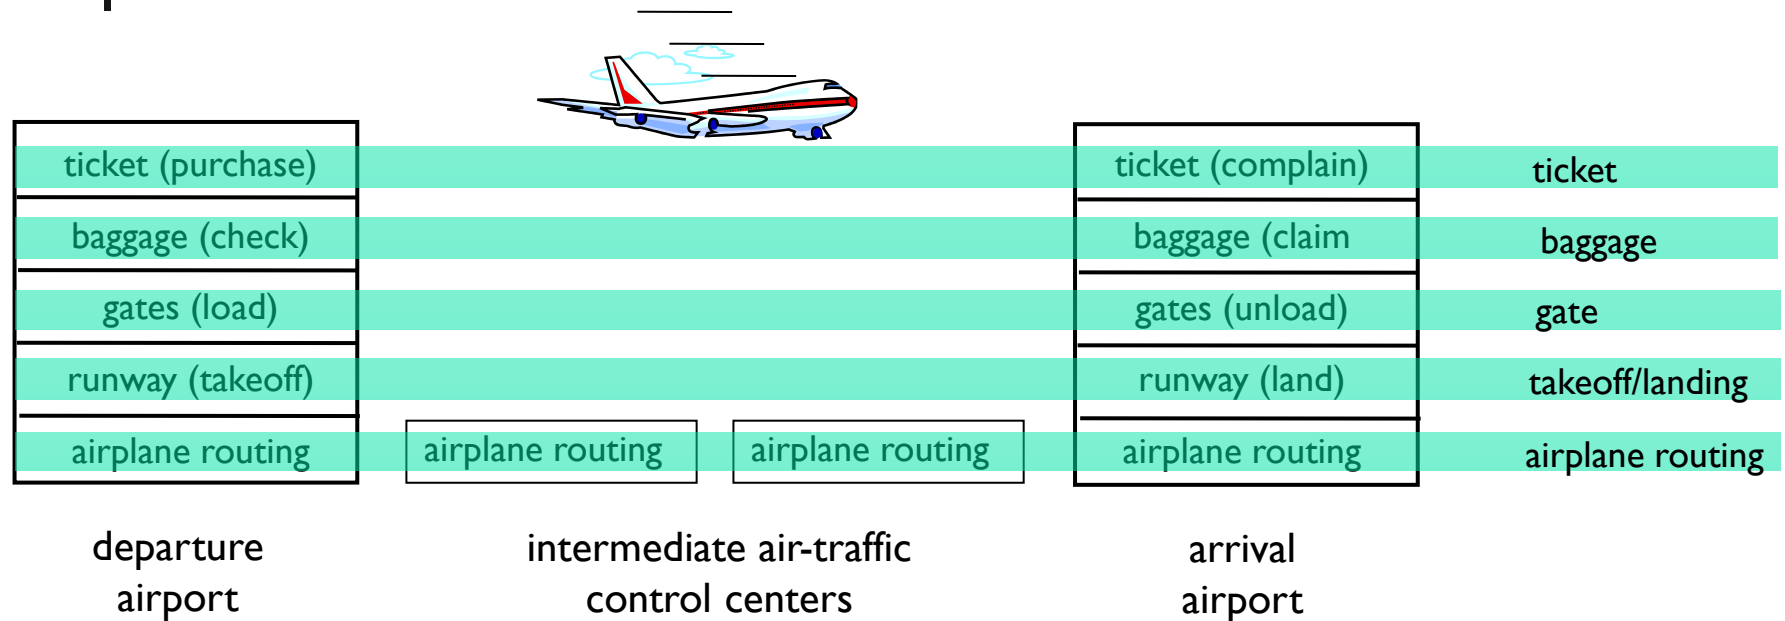 ticket (purchase) ticket (complain) ticket
baggage (check) baggage (claim baggage
gates (load) gates (unload) gate
runway (takeoff) runway (land) takeoff/landing
airplane routing airplane routing airplane routing airplane routing airplane routing
departure intermediate air-traffic arrival
airport control centers airport